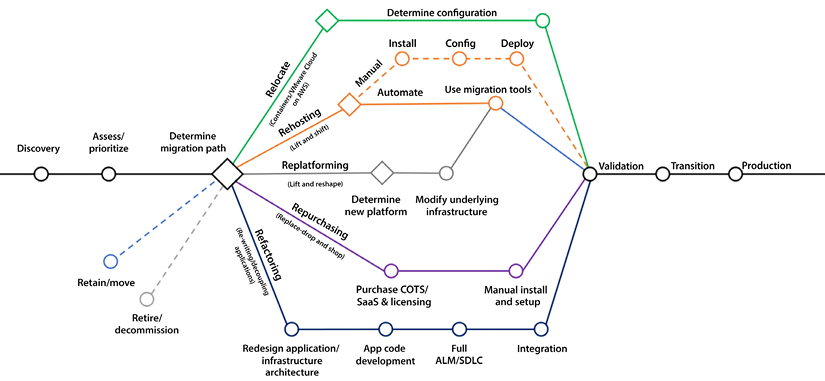 Discovery
Assess/
prioritize
Determine
migration path
Relocate
(Containers/VMware Cloud
on AWS)
Determine configuration
Rehosting
(Lift and shift)
Manual
Install
Config
Deploy
Automate
Use migration tools
Replatforming
(Lift and reshape)
Determine
new platform
Modify underlying
infrastructure
Repurchasing
(Replace-drop and shop)
Purchase COTS/
SaaS & licensing
Manual install
and setup
Refactoring
(Re-writing/decoupling
applications)
Redesign application/
infrastructure
architecture
App code
development
Full
ALM/SDLC
Integration
Retain/move
Retire/
decommission
Validation
Transition
Production